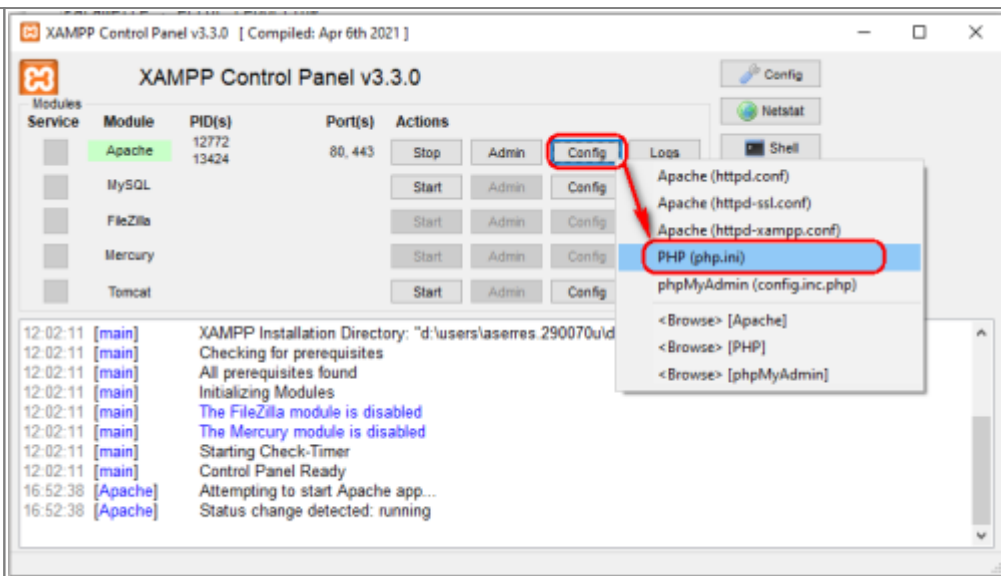 XAMPP Control Panel v3.3.0 [ Compiled: Apr 6th 2021 ]
XAMPP Control Panel v3.3.0
Config
Netstat
Shell
Modules
Service Module PID(s) Port(s) Actions
Apache 12772 13424 80, 443 Stop Admin Config Logs
MySQL Start Admin Config
FileZilla Start Admin Config
Mercury Start Admin Config
Tomcat Start Admin Config
Apache (httpd.conf)
Apache (httpd-ssl.conf)
Apache (httpd-xampp.conf)
PHP (php.ini)
phpMyAdmin (config.inc.php)
<Browse> [Apache]
<Browse> [PHP]
<Browse> [phpMyAdmin]
12:02:11 [main] XAMPP Installation Directory: "d:\users\aserres.290070u\d
12:02:11 [main] Checking for prerequisites
12:02:11 [main] All prerequisites found
12:02:11 [main] Initializing Modules
12:02:11 [main] The FileZilla module is disabled
12:02:11 [main] The Mercury module is disabled
12:02:11 [main] Starting Check-Timer
12:02:11 [main] Control Panel Ready
16:52:38 [Apache] Attempting to start Apache app...
16:52:38 [Apache] Status change detected: running